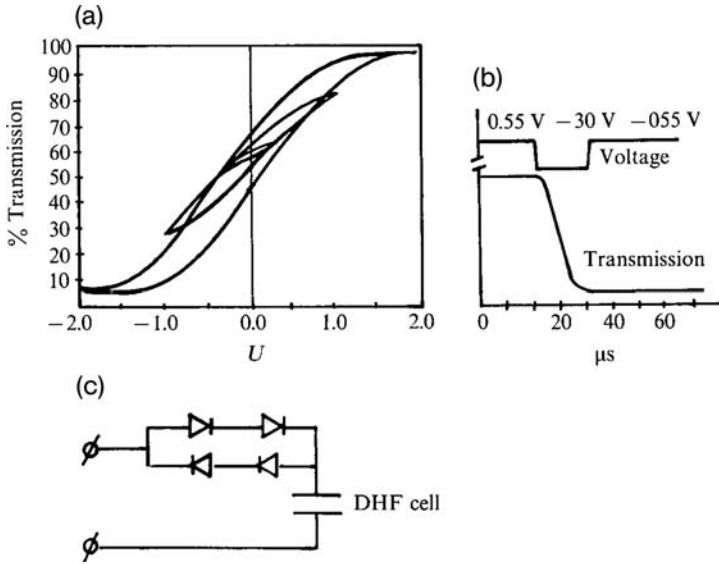 (a)
100
90
80
70
60
50
40
30
20
10
% Transmission
−2.0 −1.0 0.0 1.0 2.0
U
(b)
0.55 V −30 V −055 V
Voltage
Transmission
0 20 40 60
μs
(c)
DHF cell